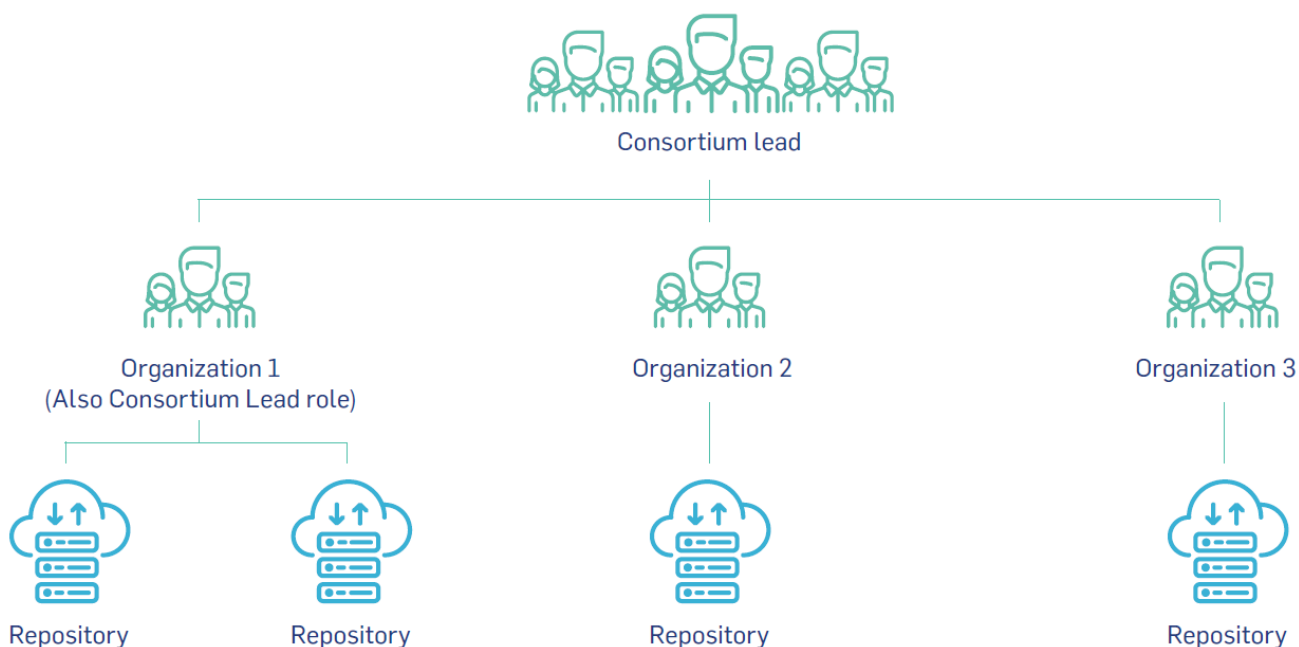 Consortium lead
Organization 1
(Also Consortium Lead role)
Organization 2
Organization 3
Repository
Repository
Repository
Repository